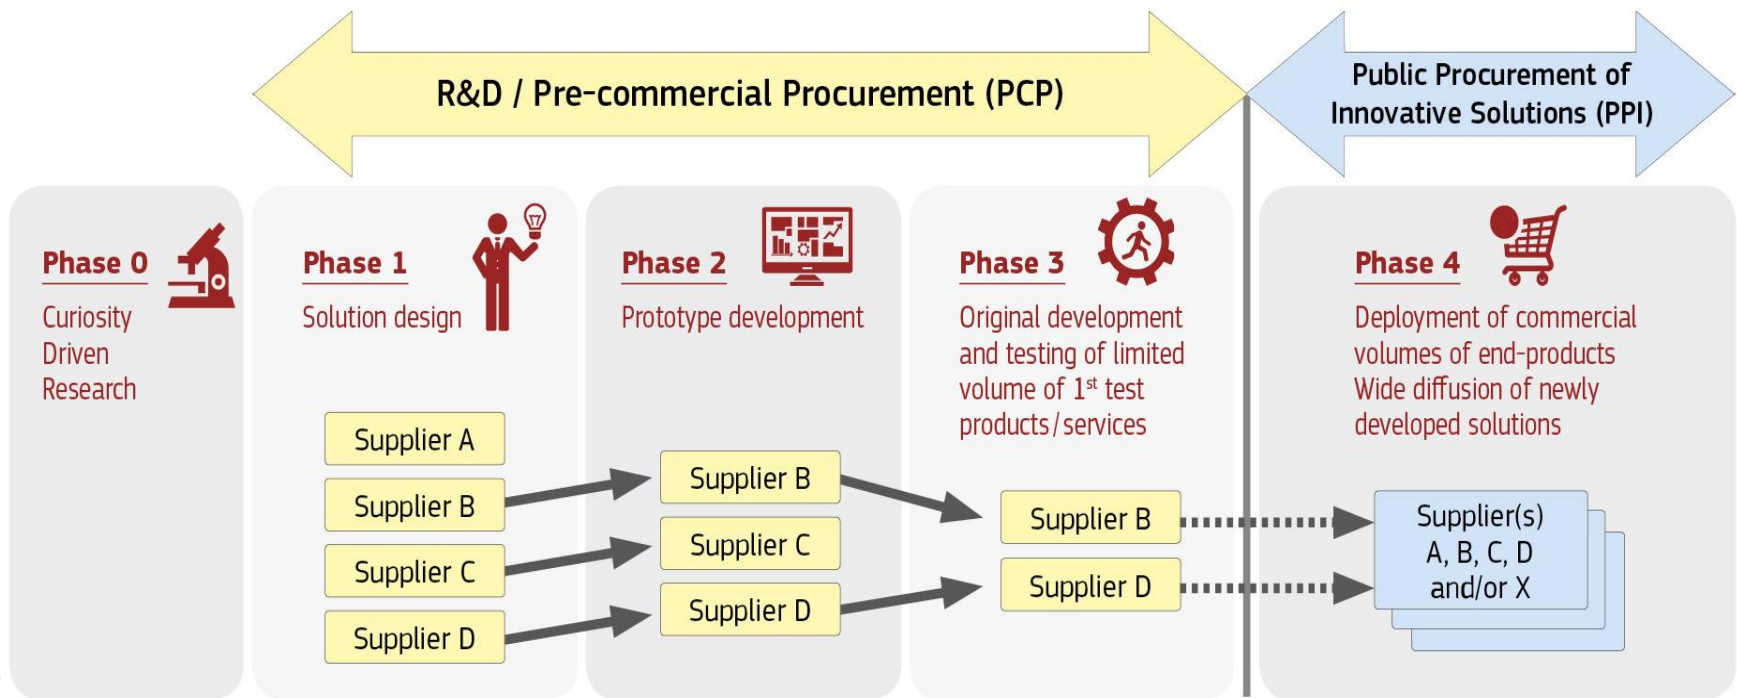 R&D / Pre-commercial Procurement (PCP)
Public Procurement of
Innovative Solutions (PPI)
Phase 0
Curiosity
Driven
Research
Phase 1
Solution design
Supplier A
Supplier B
Supplier C
Supplier D
Phase 2
Prototype development
Supplier B
Supplier C
Supplier D
Phase 3
Original development
and testing of limited
volume of 1st test
products/services
Supplier B
Supplier D
Phase 4
Deployment of commercial
volumes of end-products
Wide diffusion of newly
developed solutions
Supplier(s)
A, B, C, D
and/or X